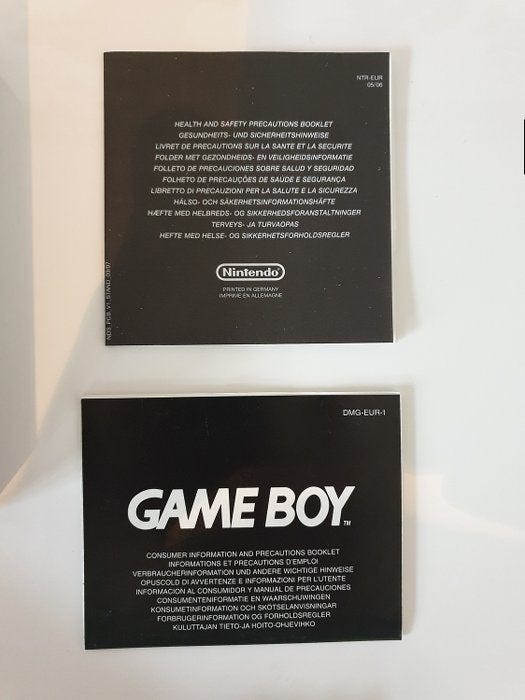 NTR-EUR
05/06
HEALTH AND SAFETY PRECAUTIONS BOOKLET
GESUNDHEITS- UND SICHERHEITSHINWEISE
LIVRET DE PRECAUTIONS SUR LA SANTE ET LA SECURITE
FOLDER MET GEZONDHEIDS- EN VEILIGHEIDSINFORMATIE
FOLLETO DE PRECAUCIONES SOBRE SALUD Y SEGURIDAD
FOLHETO DE PRECAUÇÕES DE SAÚDE E SEGURANÇA
LIBRETTO DI PRECAUZIONI PER LA SALUTE E LA SICUREZZA
HÄLSO- OCH SÄKERHETSINFORMATIONSHÄFTE
HÆFTE MED HELBREDS- OG SIKKERHEDSFORANSTALTNINGER
TERVEYS- JA TURVAOPAS
HEFTE MED HELSE- OG SIKKERHETSFORHOLDSREGLER
Nintendo
PRINTED IN GERMANY
IMPRIMÉ EN ALLEMAGNE
DMG-EUR-1
GAME BOY™
CONSUMER INFORMATION AND PRECAUTIONS BOOKLET
INFORMATIONS ET PRECAUTIONS D'EMPLOI
VERBRAUCHERINFORMATION UND ANDERE WICHTIGE HINWEISE
OPUSCOLO DI AVVERTENZE E INFORMAZIONI PER L'UTENTE
INFORMACION AL CONSUMIDOR Y MANUAL DE PRECAUCIONES
CONSUMENTENINFORMATIE EN WAARSCHUWINGEN
KONSUMETINFORMATION OCH SKÖTSELANVISNINGAR
FORBRUGERINFORMATION OG FORHOLDSREGLER
KULUTTAJAN TIETO-JA HOITO-OHJEVIHKO